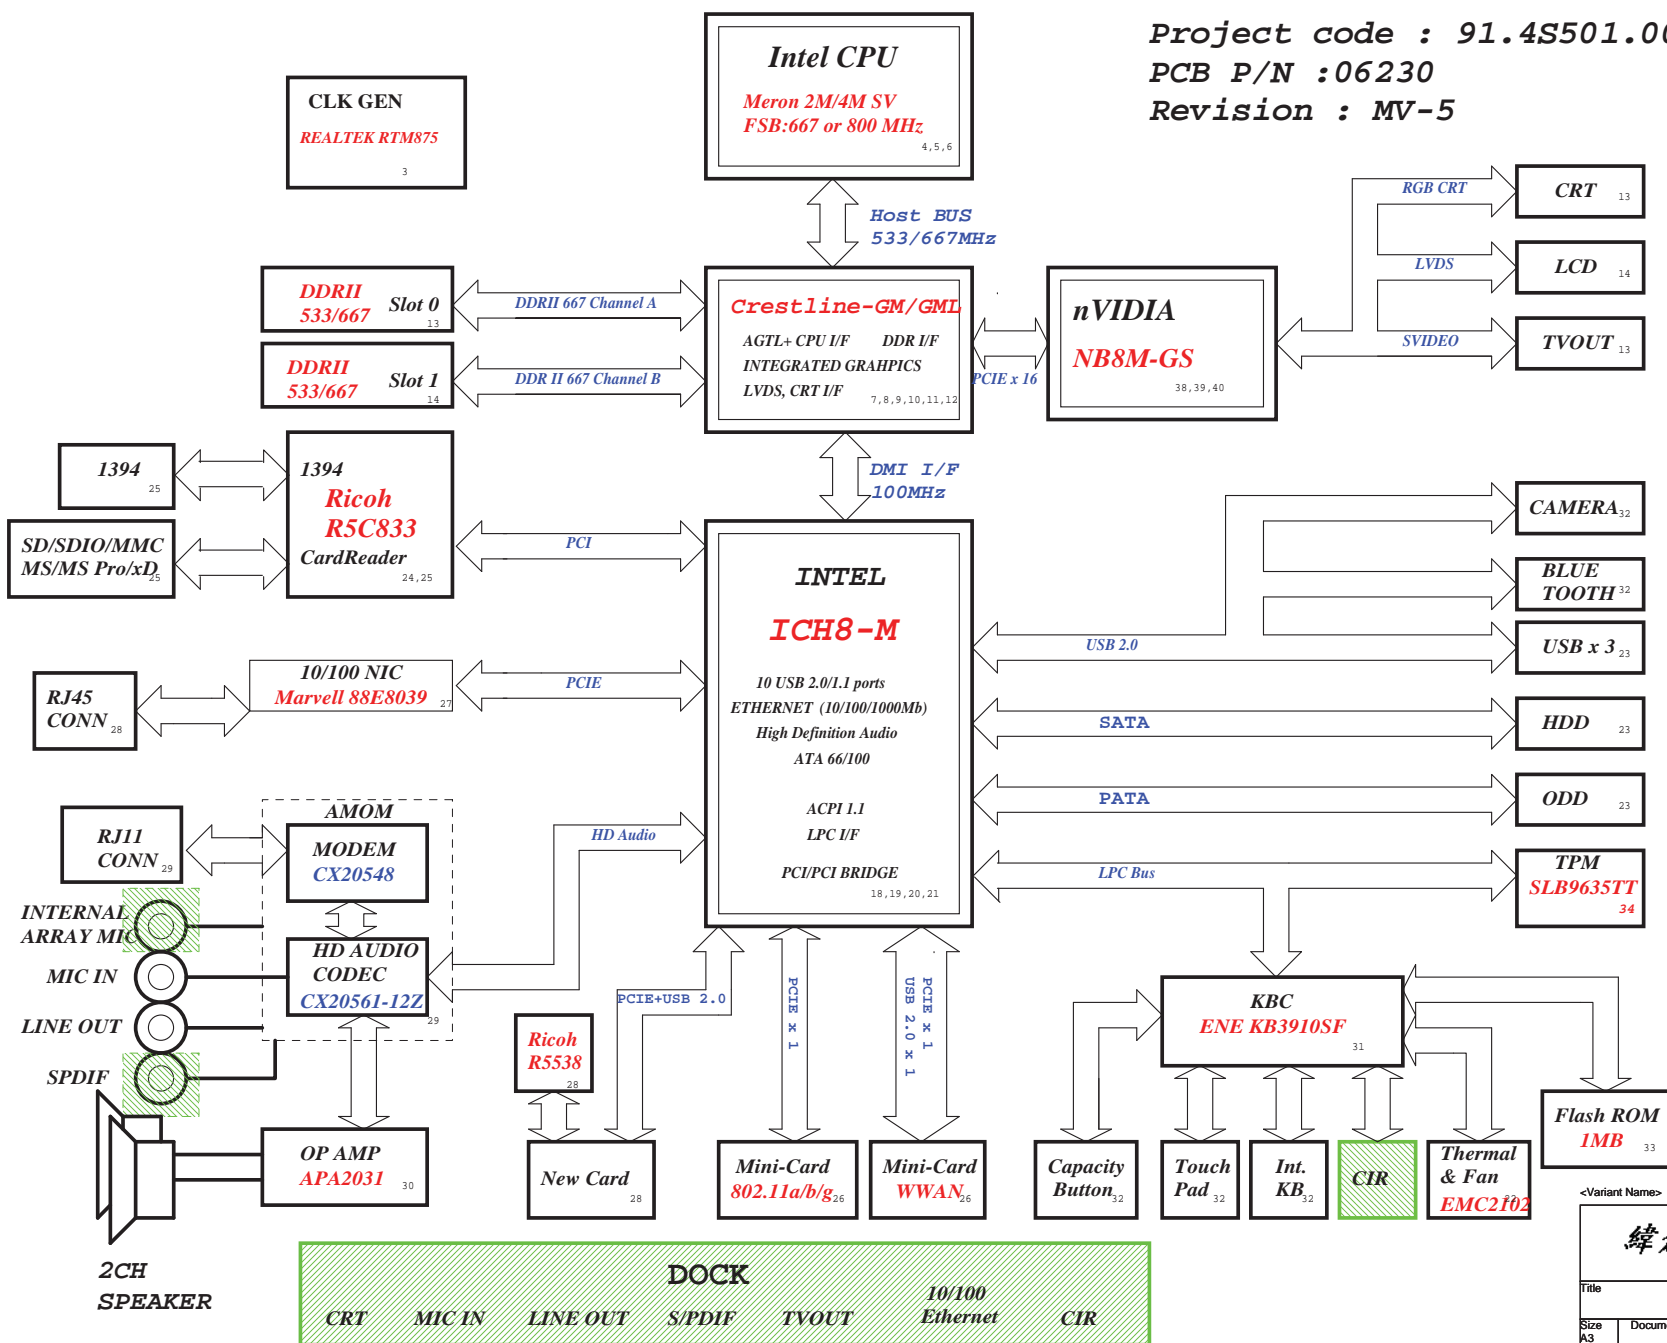 Project code : 91.4S501.00
PCB P/N :06230
Revision : MV-5
Intel CPU
Meron 2M/4M SV
FSB:667 or 800 MHz
4,5,6
CLK GEN
REALTEK RTM875
3
Host BUS
533/667MHz
DDRII
533/667
Slot 0
13
DDRII 667 Channel A
DDRII
533/667
Slot 1
14
DDR II 667 Channel B
Crestline-GM/GML
AGTL+ CPU I/F DDR I/F
INTEGRATED GRAHPICS
LVDS, CRT I/F
7,8,9,10,11,12
PCIE x 16
nVIDIA
NB8M-GS
38,39,40
RGB CRT
CRT 13
LVDS
LCD 14
SVIDEO
TVOUT 13
DMI I/F
100MHz
1394
25
SD/SDIO/MMC
MS/MS Pro/xD
25
1394
Ricoh
R5C833
CardReader
24,25
PCI
INTEL
ICH8-M
10 USB 2.0/1.1 ports
ETHERNET (10/100/1000Mb)
High Definition Audio
ATA 66/100
ACPI 1.1
LPC I/F
PCI/PCI BRIDGE
18,19,20,21
CAMERA 32
BLUE
TOOTH 32
USB 2.0
USB x 3 23
SATA
HDD 23
PATA
ODD 23
LPC Bus
TPM
SLB9635TT
34
RJ45
CONN 28
10/100 NIC
Marvell 88E8039 27
PCIE
RJ11
CONN 29
AMOM
MODEM
CX20548
HD Audio
INTERNAL
ARRAY MIC
MIC IN
LINE OUT
SPDIF
HD AUDIO
CODEC
CX20561-12Z
29
OP AMP
APA2031 30
2CH
SPEAKER
Ricoh
R5538
28
PCIE+USB 2.0
New Card
28
PCIE x 1
Mini-Card
802.11a/b/g 26
PCIE x 1
USB 2.0 x 1
Mini-Card
WWAN 26
KBC
ENE KB3910SF
31
Capacity
Button 32
Touch
Pad 32
Int.
KB 32
CIR
Thermal
& Fan
EMC2102
Flash ROM
1MB 33
DOCK
CRT MIC IN LINE OUT S/PDIF TVOUT 10/100 Ethernet CIR
<Variant Name>
緯
Title
Size
A3
Docum